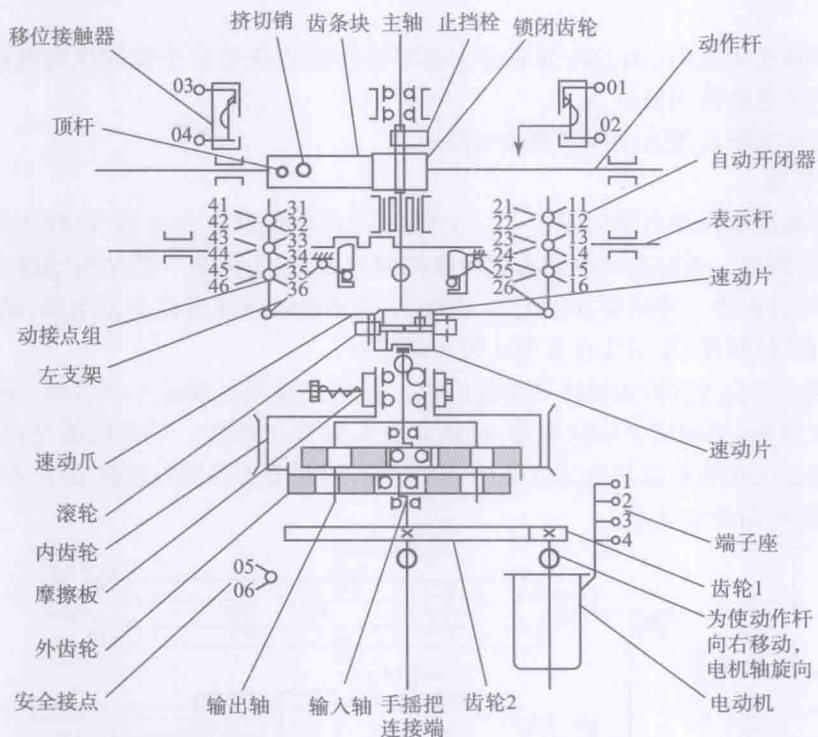 挤切销 齿条块 主轴 止挡栓
移位接触器
锁闭齿轮
动作杆
03
01
顶杆
04
02
自动开闭器
41 31
42 32
43 33
44 34
45 35
46 36
21 11
22 12
23 13
24 14
25 15
26 16
表示杆
速动片
动接点组
左支架
速动爪
速动片
滚轮
1
2
3
4
端子座
内齿轮
05
06
齿轮1
摩擦板
为使动作杆
向右移动,
电机轴旋向
外齿轮
安全接点
输出轴
输入轴
手摇把
连接端
齿轮2
电动机